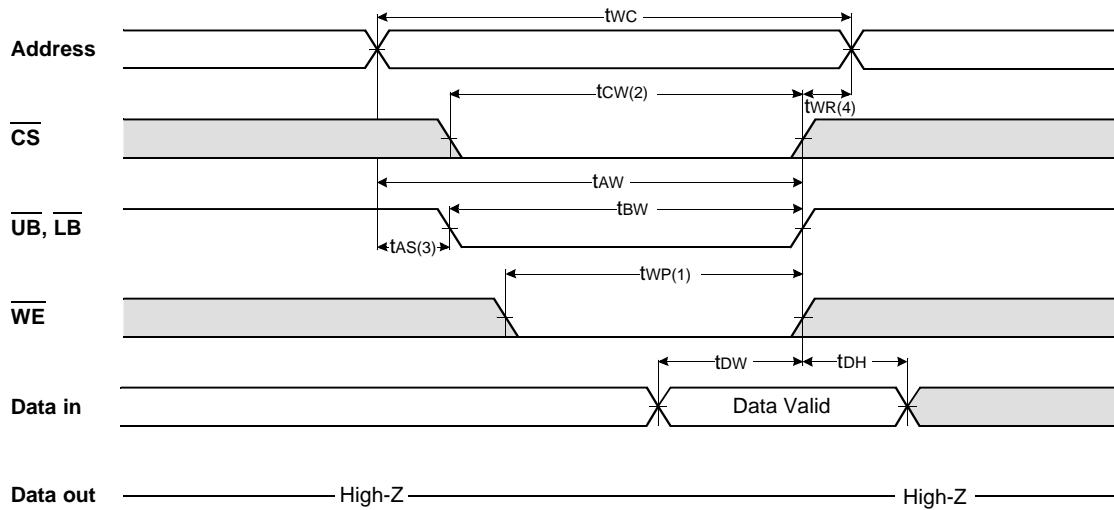 tWC
Address
tCW(2)
tWR(4)
CS
tAW
UB, LB
tBW
tAS(3)
tWP(1)
WE
tDW
tDH
Data in
Data Valid
Data out
High-Z
High-Z